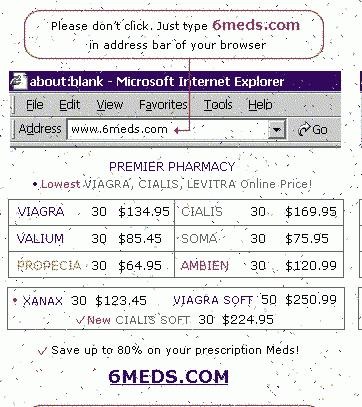 Please don't click. Just type 6meds.com
in address bar of your browser
about:blank - Microsoft Internet Explorer
File Edit View Favorites Tools Help
Address www.6meds.com Go
PREMIER PHARMACY
• Lowest VIAGRA, CIALIS, LEVITRA Online Price!
VIAGRA 30 $134.95 CIALIS 30 $169.95
VALIUM 30 $85.45 SOMA 30 $75.95
PROPECIA 30 $64.95 AMBIEN 30 $120.99
• XANAX 30 $123.45 VIAGRA SOFT 50 $250.99
✓New CIALIS SOFT 30 $224.95
✓ Save up to 80% on your prescription Meds!
6MEDS.COM